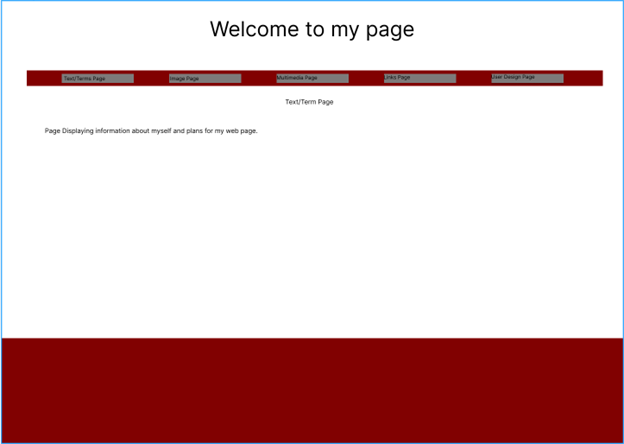 Welcome to my page
Text/Terms Page Image Page Mutimedia Page Links Page User Design Page
Text/Term Page
Page Displaying information about myself and plans for my web page.